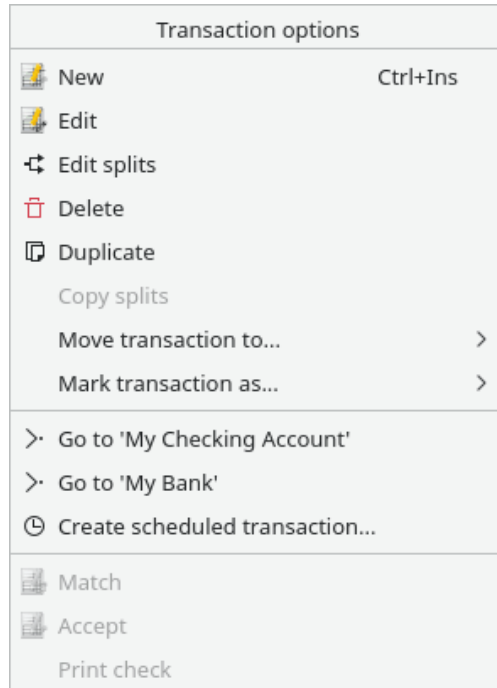 Transaction options
New Ctrl+Ins
Edit
Edit splits
Delete
Duplicate
Copy splits
Move transaction to...
Mark transaction as...
Go to 'My Checking Account'
Go to 'My Bank'
Create scheduled transaction...
Match
Accept
Print check